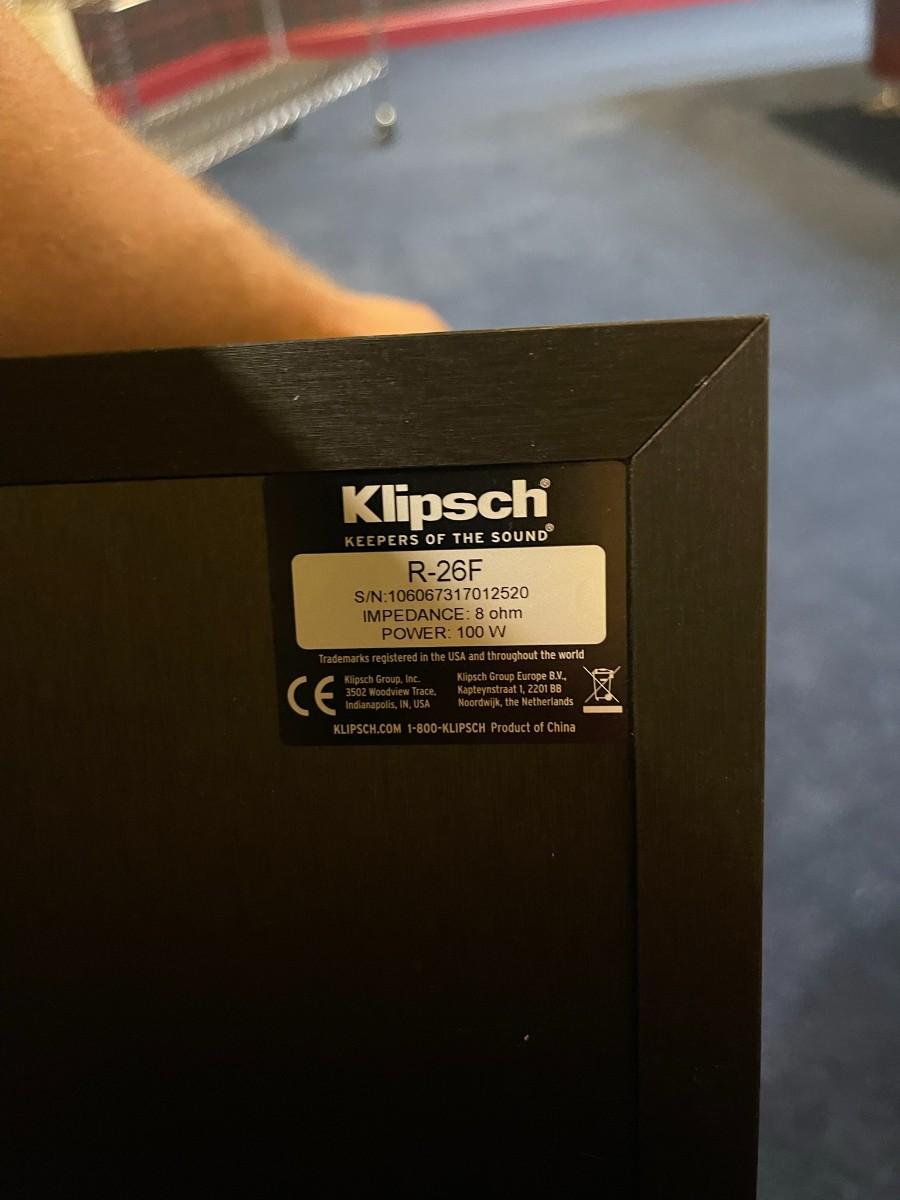 Klipsch®
KEEPERS OF THE SOUND®
R-26F
S/N:106067317012520
IMPEDANCE: 8 ohm
POWER: 100 W
Trademarks registered in the USA and throughout the world
CE
Klipsch Group, Inc.
3502 Woodview Trace,
Indianapolis, IN, USA
Klipsch Group Europe B.V.,
Kapteynstraat 1, 2201 BB
Noordwijk, the Netherlands
KLIPSCH.COM 1-800-KLIPSCH Product of China